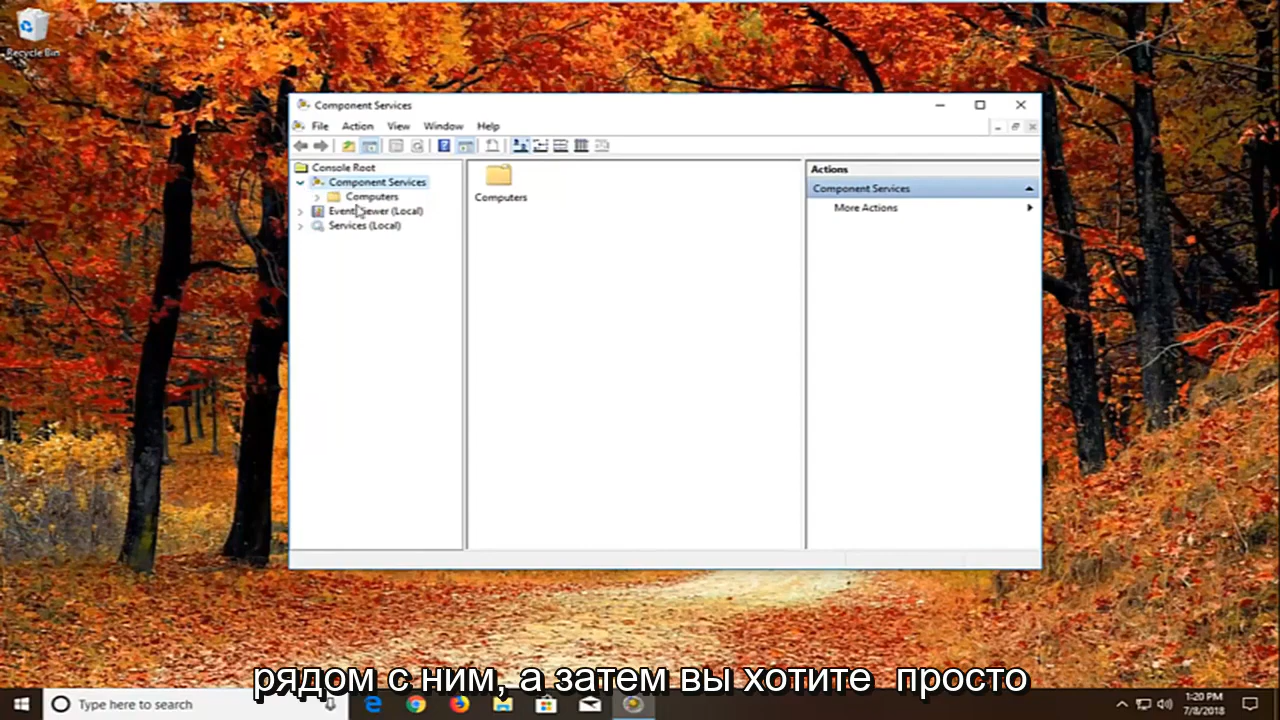 Recycle Bin
Component Services
File Action View Window Help
Console Root
Component Services
Computers
Event Viewer (Local)
Services (Local)
Computers
Actions
Component Services
More Actions
рядом с ним, а затем вы хотите просто
Type here to search
1:20 PM
7/8/2018